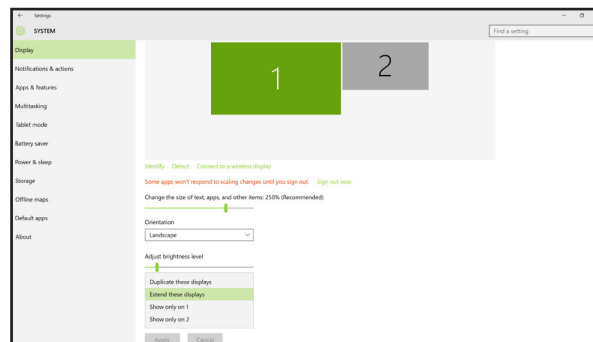 Settings
SYSTEM
Find a setting
Display
Notifications & actions
Apps & features
Multitasking
Tablet mode
Battery saver
Power & sleep
Storage
Offline maps
Default apps
About
1
2
Identify Detect Connect to a wireless display
Some apps won't respond to scaling changes until you sign out. Sign out now
Change the size of text, apps, and other items: 250% (Recommended)
Orientation
Landscape
Adjust brightness level
Duplicate these displays
Extend these displays
Show only on 1
Show only on 2
Apply Cancel